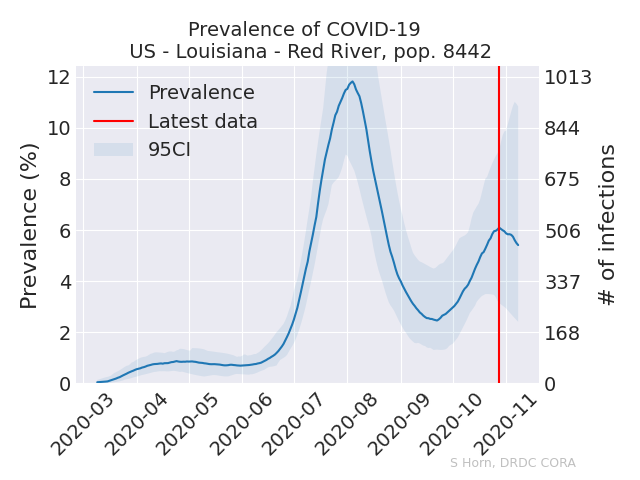 Prevalence of COVID-19
US - Louisiana - Red River, pop. 8442
Prevalence (%)
12
10
8
6
4
2
0
Prevalence
Latest data
95CI
1013
844
675
506
337
168
0
# of infections
2020-03
2020-04
2020-05
2020-06
2020-07
2020-08
2020-09
2020-10
2020-11
S Horn, DRDC CORA